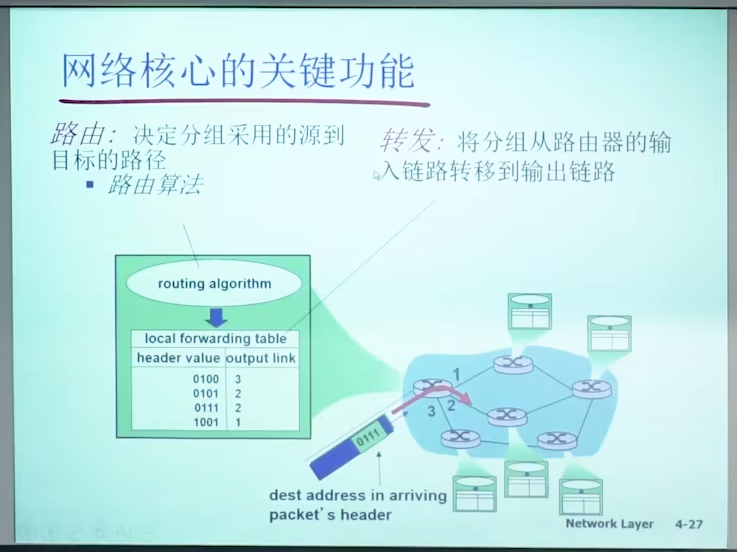 网络核心的关键功能
路由：决定分组采用的源到
目标的路径
■ 路由算法
转发：将分组从路由器的输
入链路转移到输出链路
routing algorithm
local forwarding table
header value output link
0100 3
0101 2
0111 2
1001 1
1
2
3
0111
dest address in arriving
packet's header
Network Layer 4-27